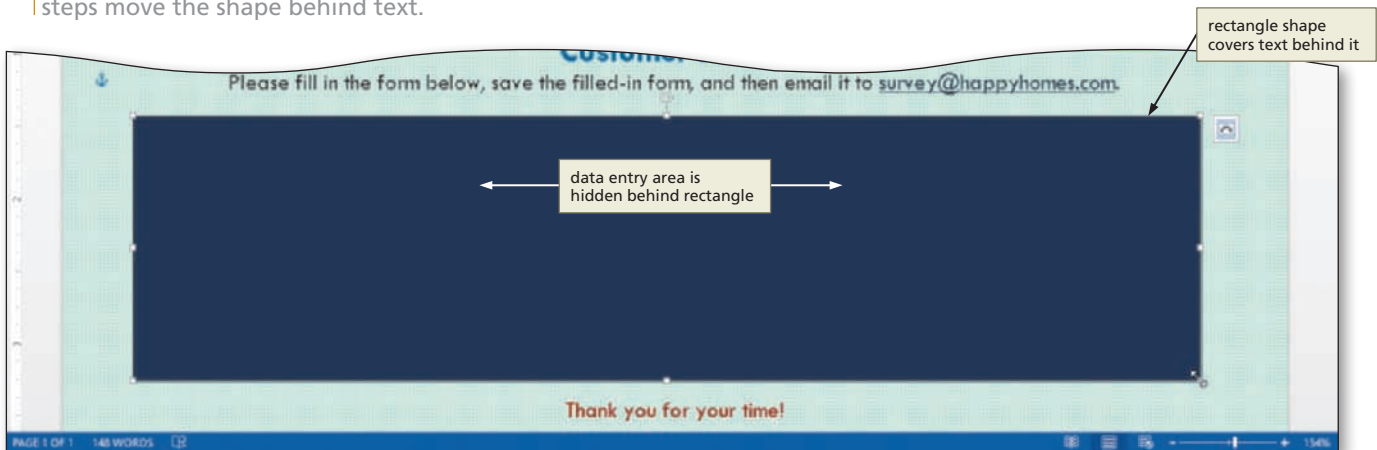 steps move the shape behind text.
rectangle shape
covers text behind it
Customer
Please fill in the form below, save the filled-in form, and then email it to survey@happyhomes.com.
data entry area is
hidden behind rectangle
Thank you for your time!
PAGE 1 OF 1 148 WORDS 154%